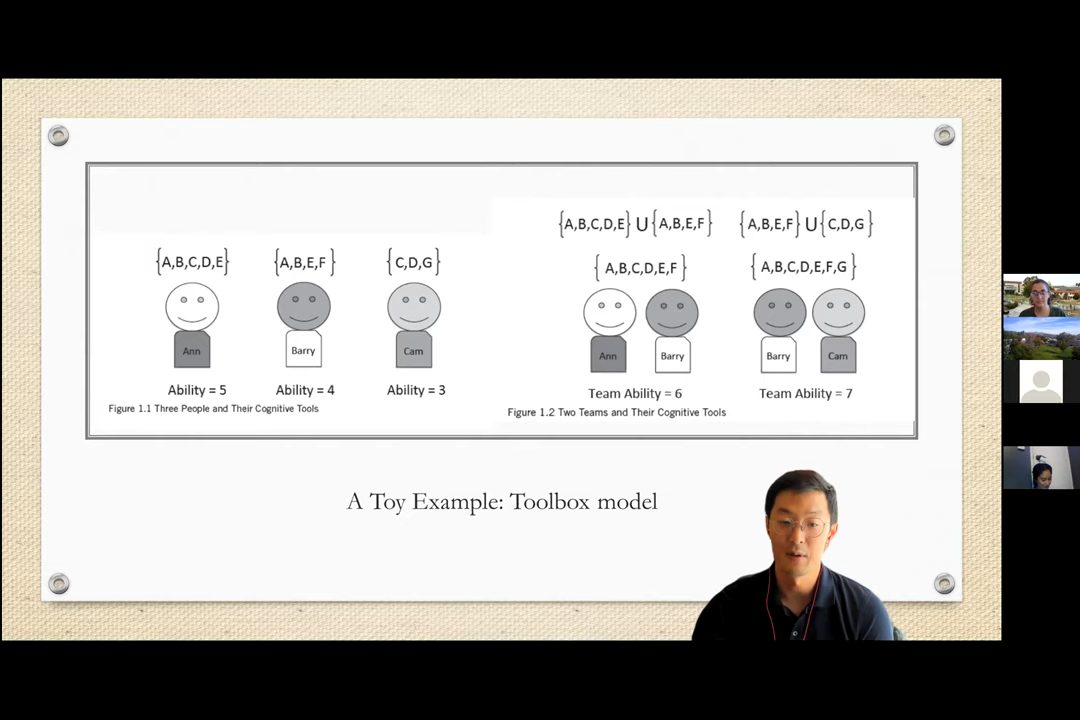 {A,B,C,D,E}
{A,B,E,F}
{C,D,G}
Ann
Barry
Cam
Ability = 5
Ability = 4
Ability = 3
Figure 1.1 Three People and Their Cognitive Tools
{A,B,C,D,E} U {A,B,E,F}
{A,B,E,F} U {C,D,G}
{A,B,C,D,E,F}
{A,B,C,D,E,F,G}
Ann
Barry
Barry
Cam
Team Ability = 6
Team Ability = 7
Figure 1.2 Two Teams and Their Cognitive Tools
A Toy Example: Toolbox model